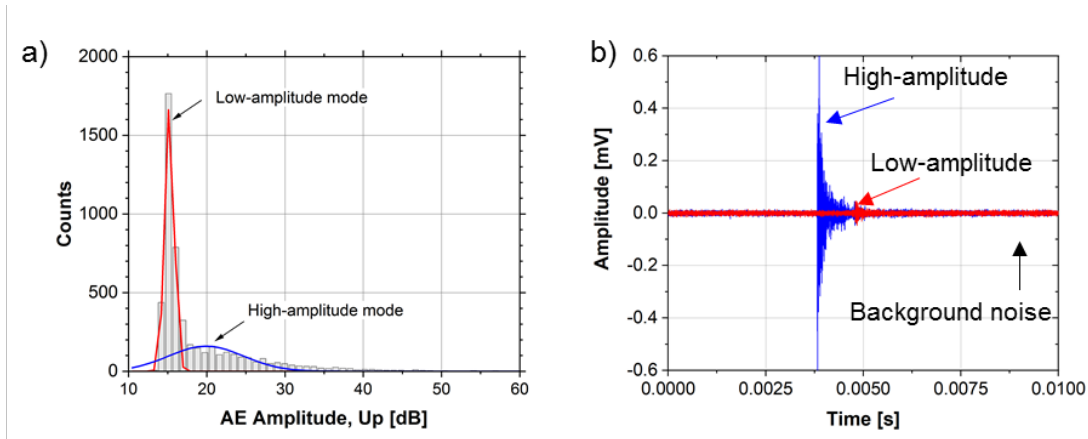 a)
2000
1500
1000
500
0
Counts
Low-amplitude mode
High-amplitude mode
10 20 30 40 50 60
AE Amplitude, Up [dB]
b)
0.6
0.4
0.2
0.0
-0.2
-0.4
-0.6
Amplitude [mV]
High-amplitude
Low-amplitude
Background noise
0.0000 0.0025 0.0050 0.0075 0.0100
Time [s]